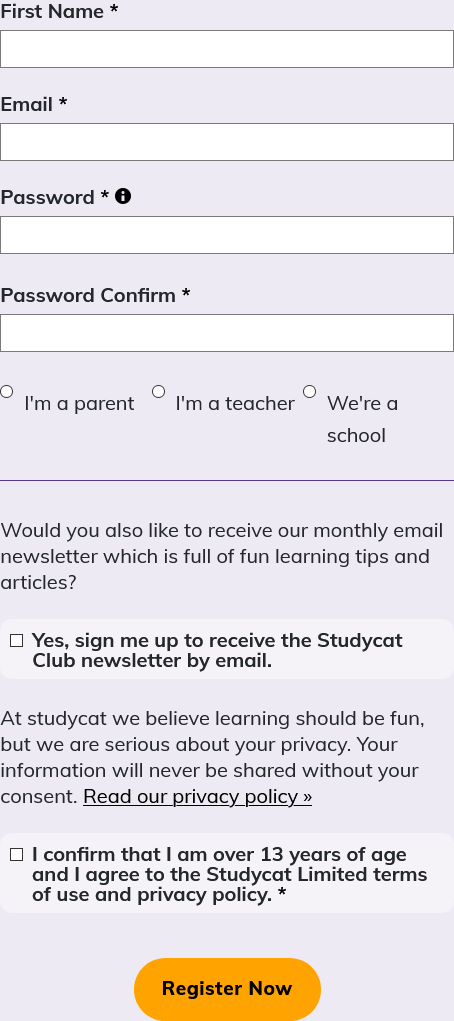 First Name *
Email *
Password *
Password Confirm *
I'm a parent I'm a teacher We're a
school
Would you also like to receive our monthly email
newsletter which is full of fun learning tips and
articles?
Yes, sign me up to receive the Studycat
Club newsletter by email.
At studycat we believe learning should be fun,
but we are serious about your privacy. Your
information will never be shared without your
consent. Read our privacy policy »
I confirm that I am over 13 years of age
and I agree to the Studycat Limited terms
of use and privacy policy. *
Register Now